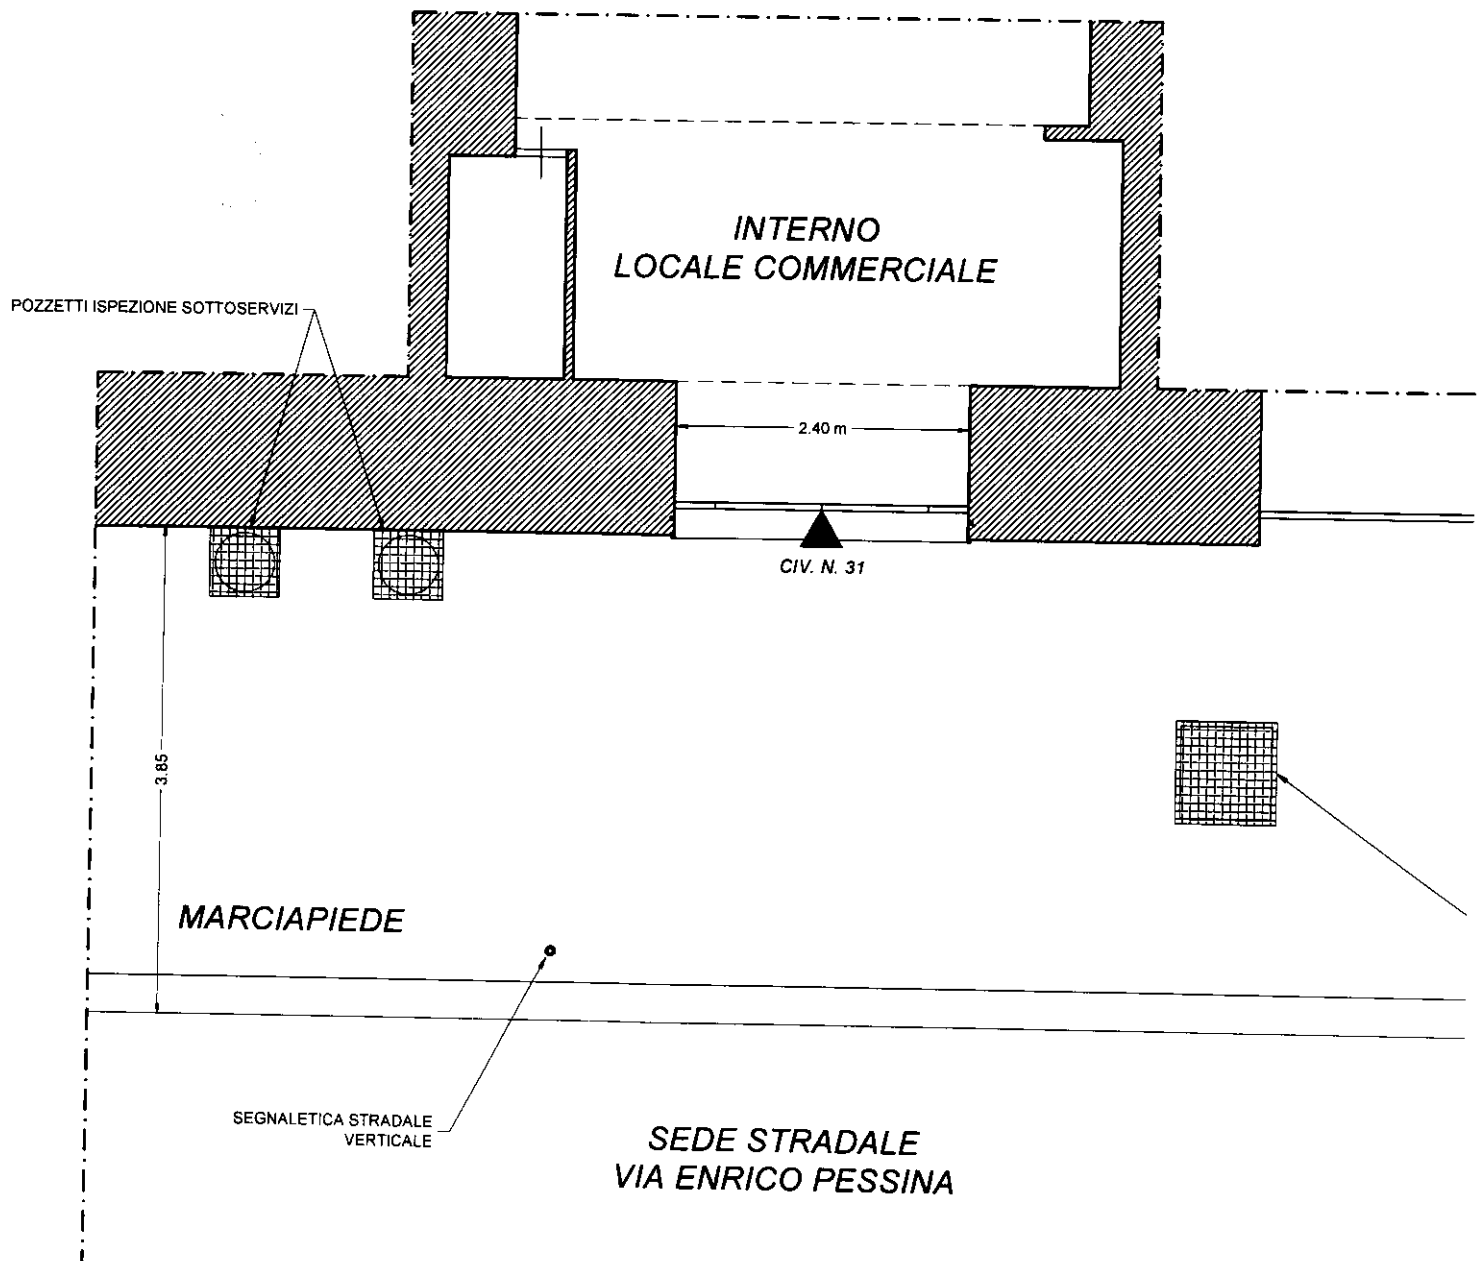 INTERNO
LOCALE COMMERCIALE
POZZETTI ISPEZIONE SOTTOSERVIZI
2.40 m
CIV. N. 31
3.85
MARCIAPIEDE
SEGNALETICA STRADALE
VERTICALE
SEDE STRADALE
VIA ENRICO PESSINA